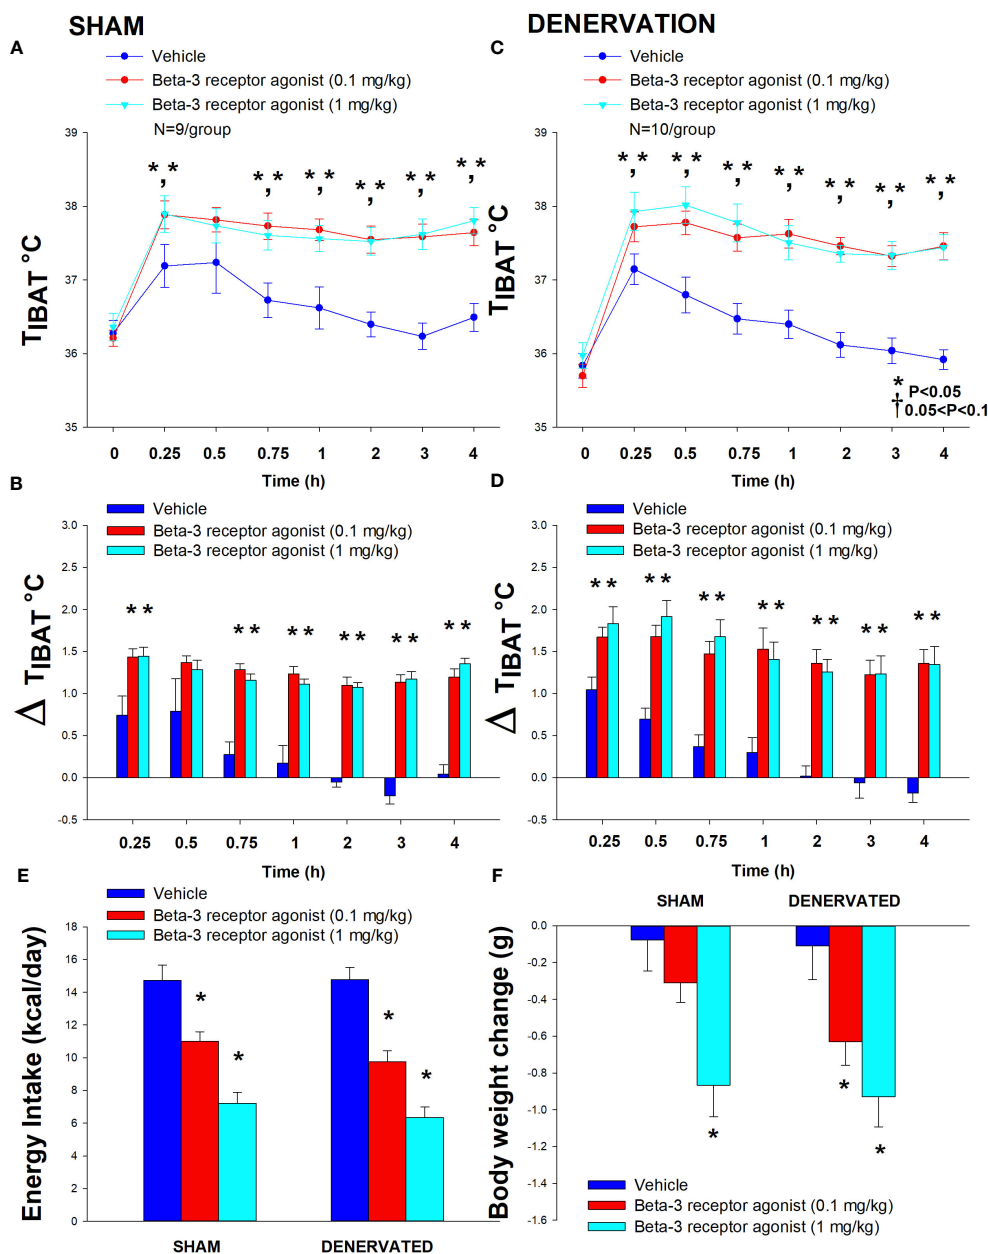 SHAM
DENERVATION
A
Vehicle
Beta-3 receptor agonist (0.1 mg/kg)
Beta-3 receptor agonist (1 mg/kg)
N=9/group
39
38
37
36
35
TIBAT °C
*,* *,* *,* *,* *,* *,*
0 0.25 0.5 0.75 1 2 3 4
Time (h)
C
Vehicle
Beta-3 receptor agonist (0.1 mg/kg)
Beta-3 receptor agonist (1 mg/kg)
N=10/group
39
38
37
36
35
TIBAT °C
*,* *,* *,* *,* *,* *,* *,*
* P<0.05
† 0.05<P<0.1
0 0.25 0.5 0.75 1 2 3 4
Time (h)
B
Vehicle
Beta-3 receptor agonist (0.1 mg/kg)
Beta-3 receptor agonist (1 mg/kg)
3.0
2.5
2.0
1.5
1.0
0.5
0.0
-0.5
Δ TIBAT °C
** ** ** ** ** **
0.25 0.5 0.75 1 2 3 4
Time (h)
D
Vehicle
Beta-3 receptor agonist (0.1 mg/kg)
Beta-3 receptor agonist (1 mg/kg)
3.0
2.5
2.0
1.5
1.0
0.5
0.0
-0.5
Δ TIBAT °C
** ** ** ** ** ** **
0.25 0.5 0.75 1 2 3 4
Time (h)
E
Vehicle
Beta-3 receptor agonist (0.1 mg/kg)
Beta-3 receptor agonist (1 mg/kg)
18
16
14
12
10
8
6
4
2
0
Energy Intake (kcal/day)
* * * *
SHAM DENERVATED
F
SHAM DENERVATED
0.0
-0.2
-0.4
-0.6
-0.8
-1.0
-1.2
-1.4
-1.6
Body weight change (g)
* * *
Vehicle
Beta-3 receptor agonist (0.1 mg/kg)
Beta-3 receptor agonist (1 mg/kg)